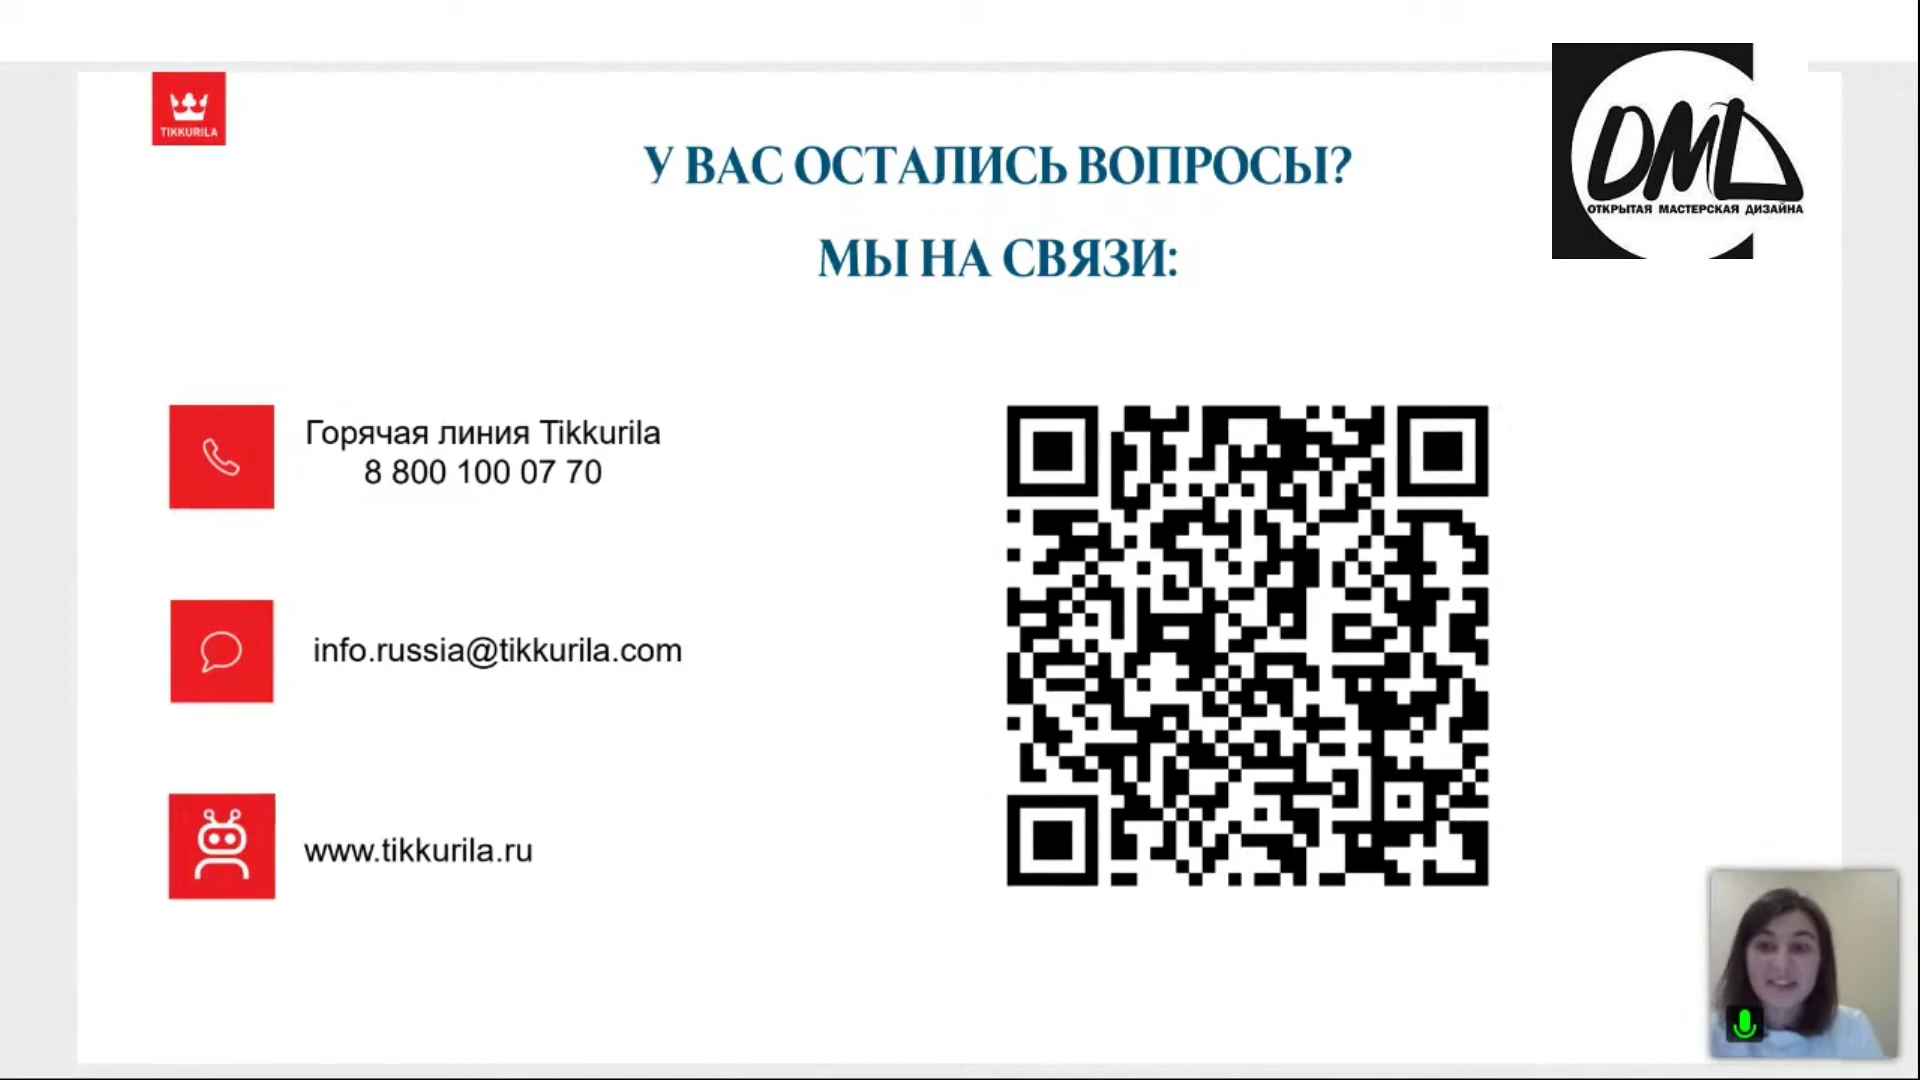 TIKKURILA
У ВАС ОСТАЛИСЬ ВОПРОСЫ?
МЫ НА СВЯЗИ:
DMD
ОТКРЫТАЯ МАСТЕРСКАЯ ДИЗАЙНА
Горячая линия Tikkurila
8 800 100 07 70
info.russia@tikkurila.com
www.tikkurila.ru